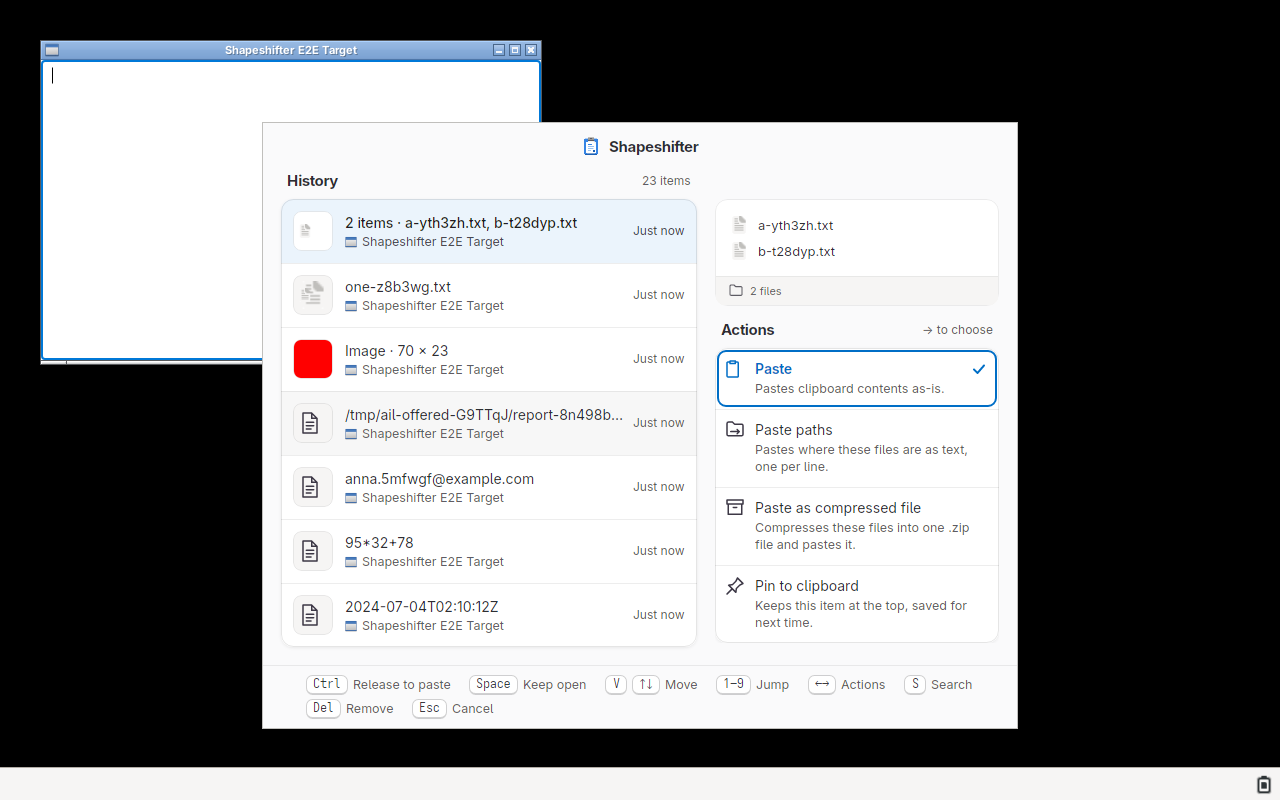 Shapeshifter E2E Target
Shapeshifter
History
23 items
2 items · a-yth3zh.txt, b-t28dyp.txt
Shapeshifter E2E Target
Just now
one-z8b3wg.txt
Shapeshifter E2E Target
Just now
Image · 70 × 23
Shapeshifter E2E Target
Just now
/tmp/ail-offered-G9TTqJ/report-8n498b...
Shapeshifter E2E Target
Just now
anna.5mfwgf@example.com
Shapeshifter E2E Target
Just now
95*32+78
Shapeshifter E2E Target
Just now
2024-07-04T02:10:12Z
Shapeshifter E2E Target
Just now
a-yth3zh.txt
b-t28dyp.txt
2 files
Actions
→ to choose
Paste
Pastes clipboard contents as-is.
Paste paths
Pastes where these files are as text,
one per line.
Paste as compressed file
Compresses these files into one .zip
file and pastes it.
Pin to clipboard
Keeps this item at the top, saved for
next time.
Ctrl Release to paste Space Keep open V ↑↓ Move 1–9 Jump ←→ Actions S Search
Del Remove Esc Cancel